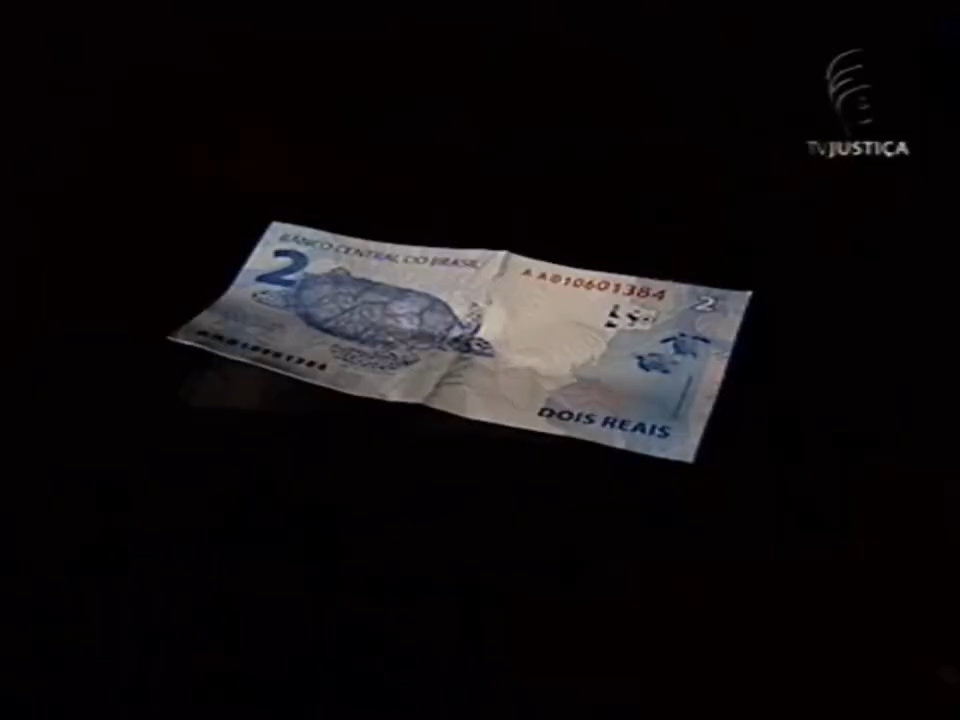 TV JUSTIÇA
BANCO CENTRAL DO BRASIL
2
AA010601384
2
DOIS REAIS